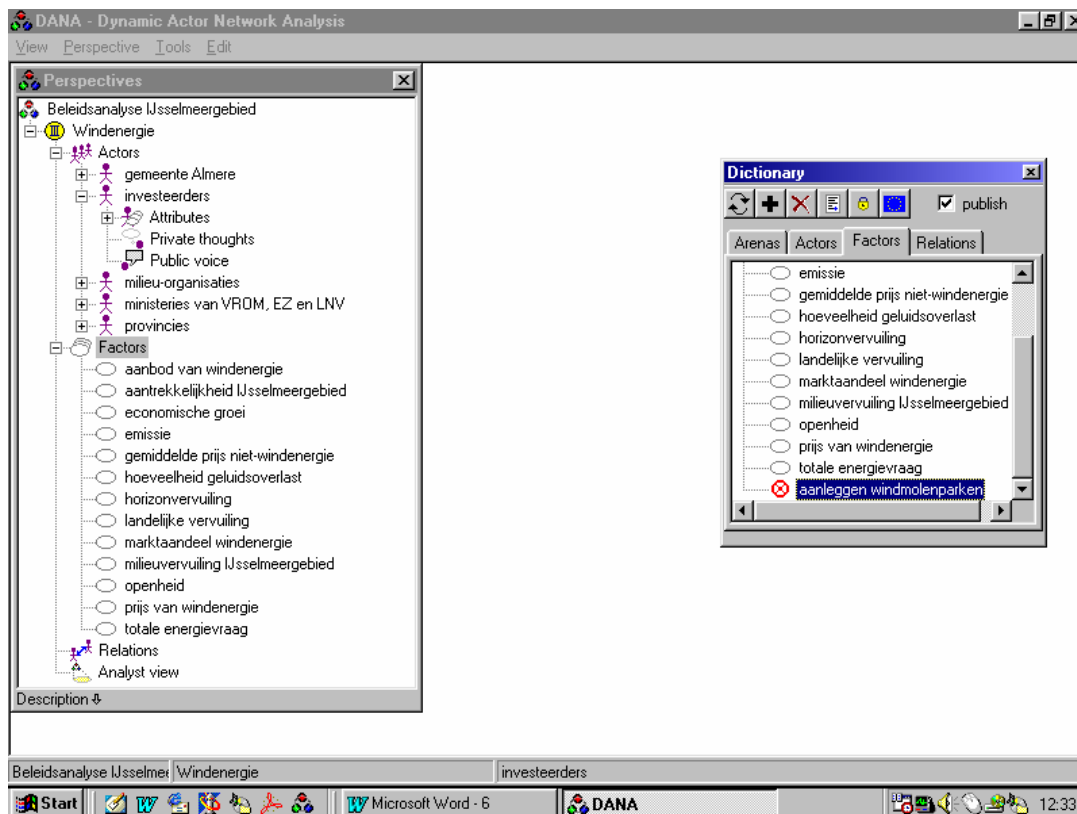 DANA - Dynamic Actor Network Analysis
View Perspective Tools Edit
Perspectives
Beleidsanalyse IJsselmeergebied
Windenergie
Actors
gemeente Almere
investeerders
Attributes
Private thoughts
Public voice
milieu-organisaties
ministeries van VROM, EZ en LNV
provincies
Factors
aanbod van windenergie
aantrekkelijkheid IJsselmeergebied
economische groei
emissie
gemiddelde prijs niet-windenergie
hoeveelheid geluidsoverlast
horizonvervuiling
landelijke vervuiling
marktaandeel windenergie
milieuvervuiling IJsselmeergebied
openheid
prijs van windenergie
totale energievraag
Relations
Analyst view
Description
Dictionary
publish
Arenas Actors Factors Relations
emissie
gemiddelde prijs niet-windenergie
hoeveelheid geluidsoverlast
horizonvervuiling
landelijke vervuiling
marktaandeel windenergie
milieuvervuiling IJsselmeergebied
openheid
prijs van windenergie
totale energievraag
aanleggen windmolenparken
Beleidsanalyse IJsselmee Windenergie investeerders
Start Microsoft Word - 6 DANA 12:33